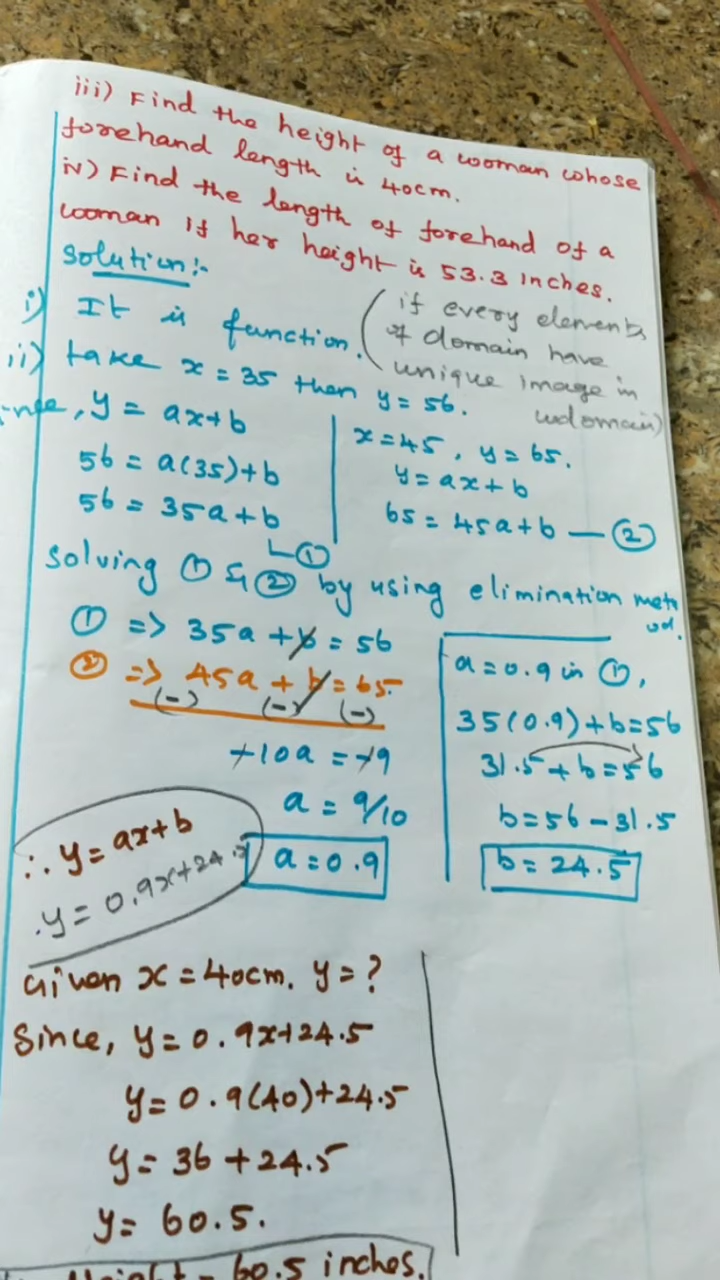 iii) Find the height of a woman whose
forehand length is 40cm.
iv) Find the length of forehand of a
woman if her height is 53.3 inches.
Solution:-
i) It is function. (if every elements
of domain have
unique image in
codomain)
ii) take x = 35 then y = 56.
y = ax+b
56 = a(35)+b
56 = 35a+b
①
x=45, y=65.
y=ax+b
65=45a+b — ②
Solving ① & ② by using elimination meth
od.
① => 35a + b = 56
② => 45a + b = 65
(-) (-) (-)
+10a = +9
a = 9/10
a = 0.9
a=0.9 in ①,
35(0.9)+b=56
31.5+b=56
b=56-31.5
b=24.5
∴ y=ax+b
y=0.9x+24.5
Given x=40cm. y=?
Since, y=0.9x+24.5
y=0.9(40)+24.5
y=36+24.5
y=60.5.
60.5 inches.